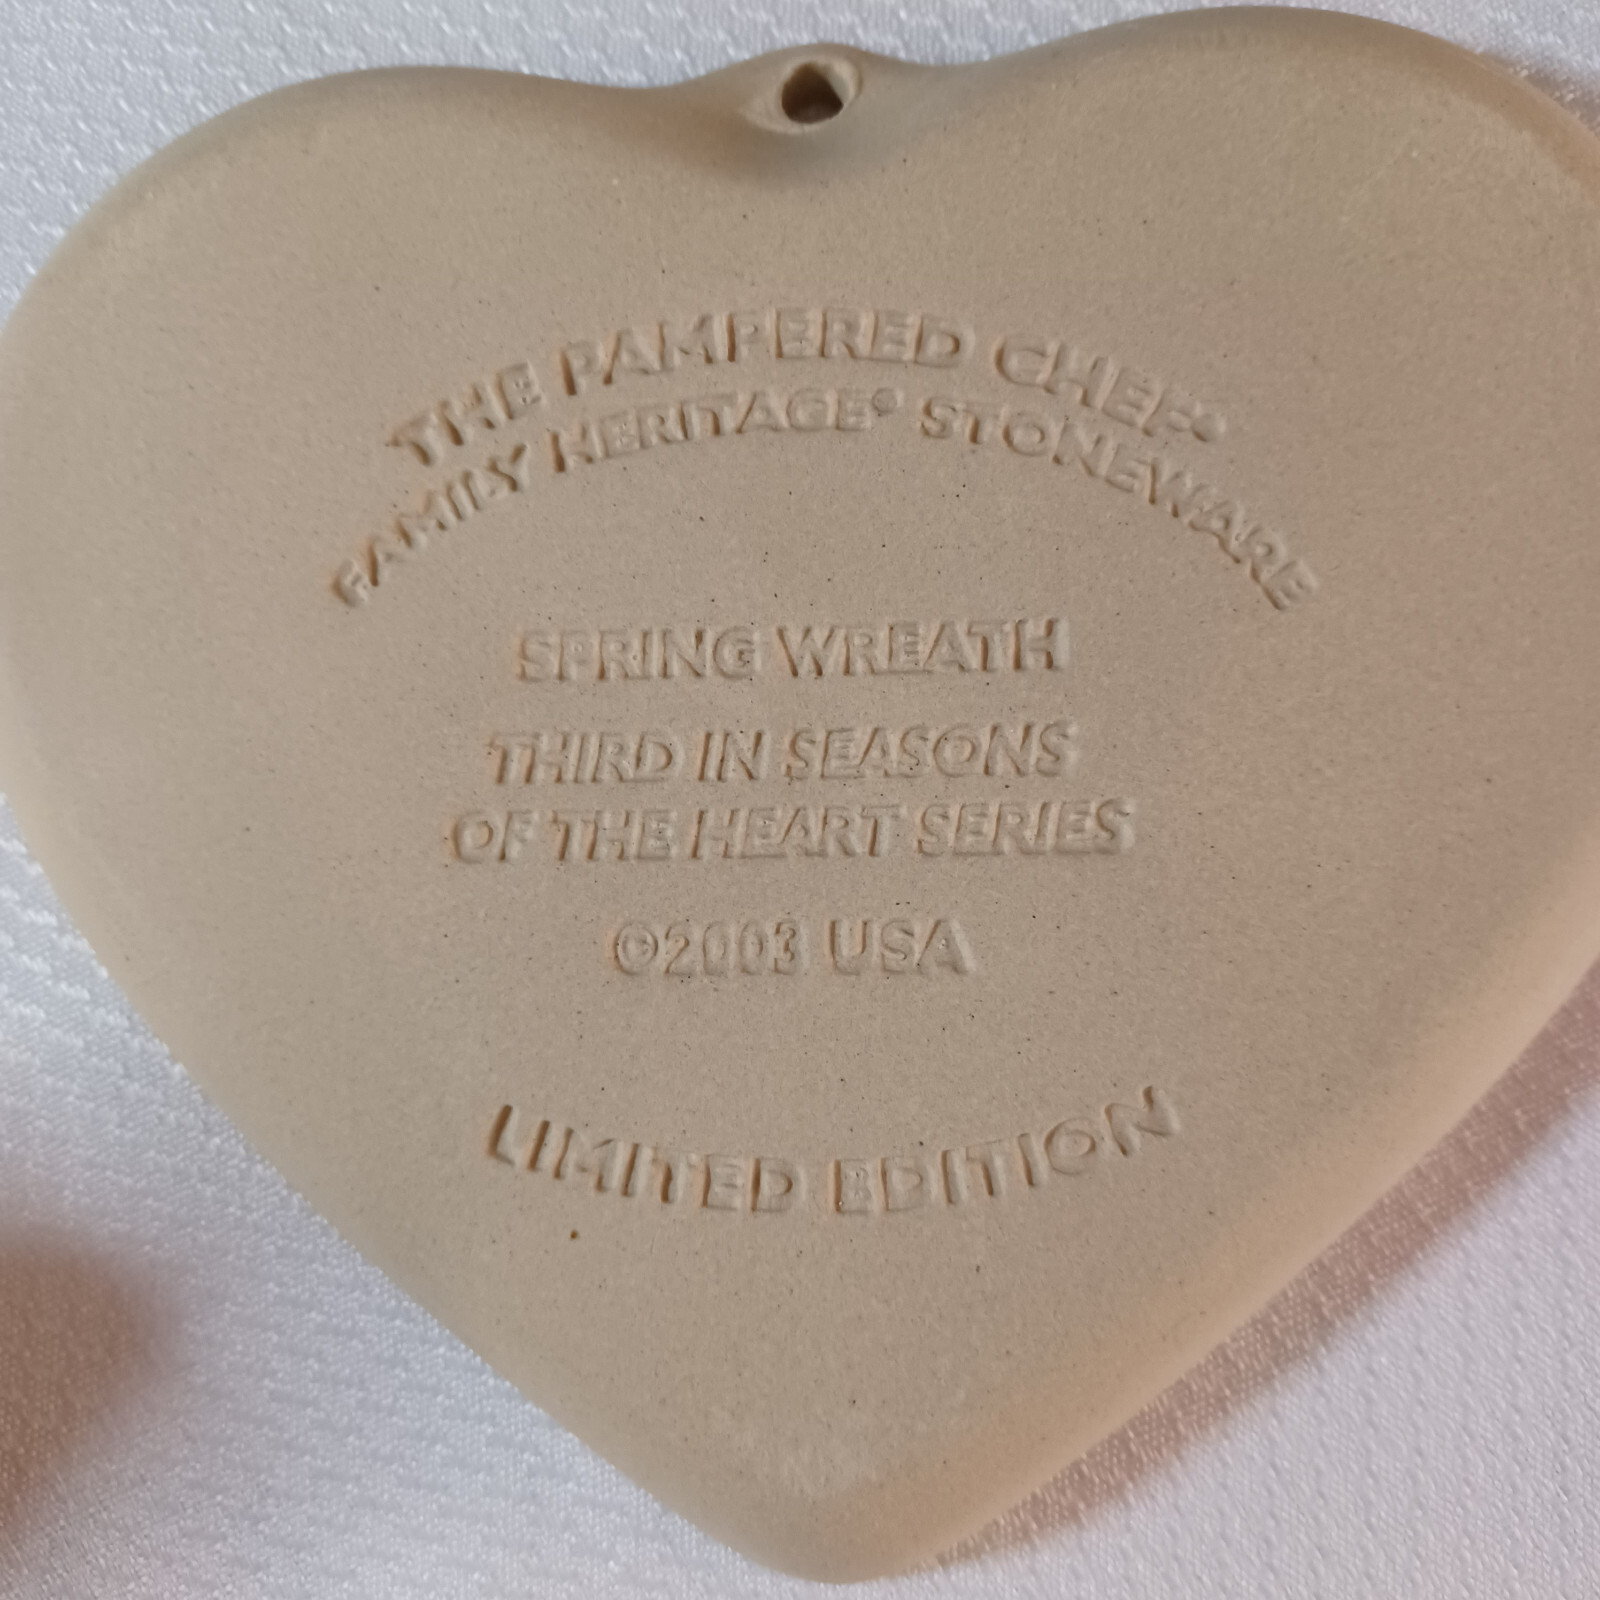 THE PAMPERED CHEF®
FAMILY HERITAGE® STONEWARE
SPRING WREATH
THIRD IN SEASONS
OF THE HEART SERIES
©2003 USA
LIMITED EDITION